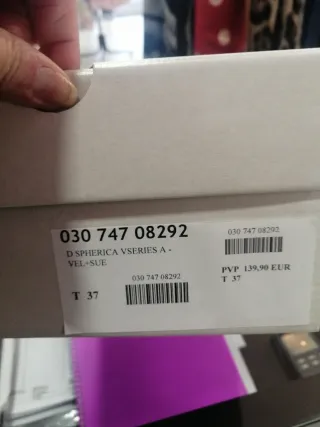 030 747 08292
030 747 08292
D SPHERICA VSERIES A -
VEL+SUE
030 747 08292
PVP 139,90 EUR
T 37
T 37